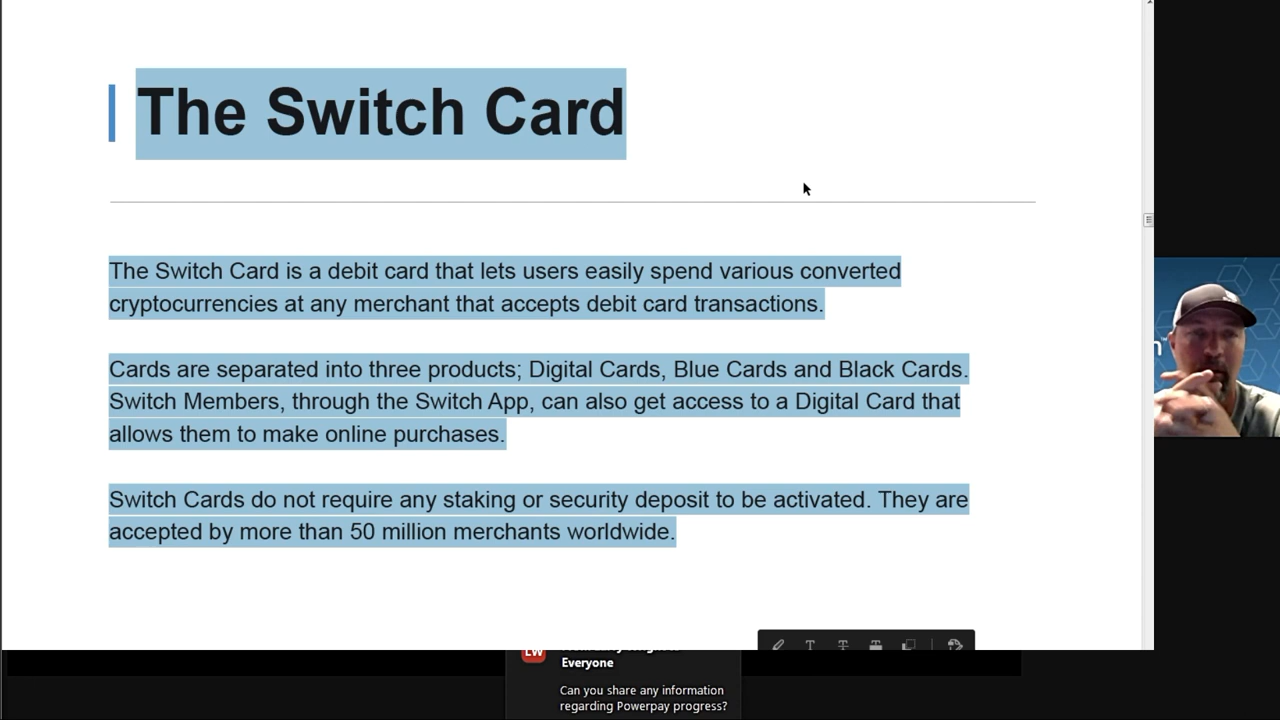 The Switch Card
The Switch Card is a debit card that lets users easily spend various converted
cryptocurrencies at any merchant that accepts debit card transactions.
Cards are separated into three products; Digital Cards, Blue Cards and Black Cards.
Switch Members, through the Switch App, can also get access to a Digital Card that
allows them to make online purchases.
Switch Cards do not require any staking or security deposit to be activated. They are
accepted by more than 50 million merchants worldwide.
LW
Everyone
Can you share any information
regarding Powerpay progress?